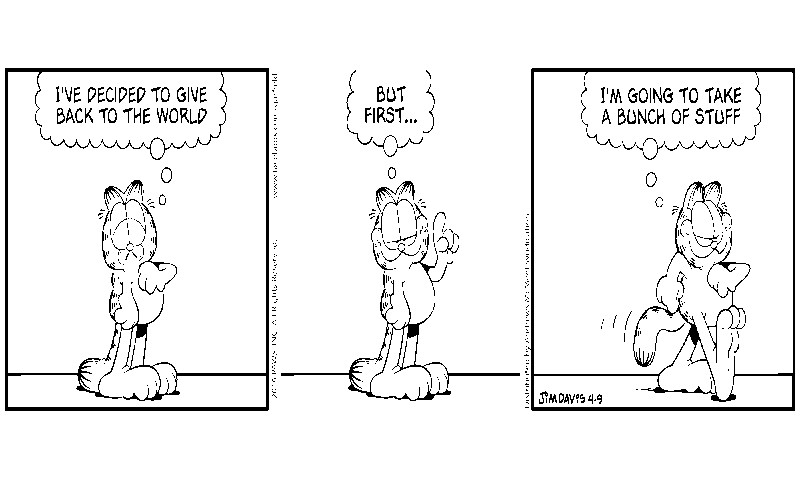 I'VE DECIDED TO GIVE
BACK TO THE WORLD
BUT
FIRST...
I'M GOING TO TAKE
A BUNCH OF STUFF
JIM DAVIS 4-9